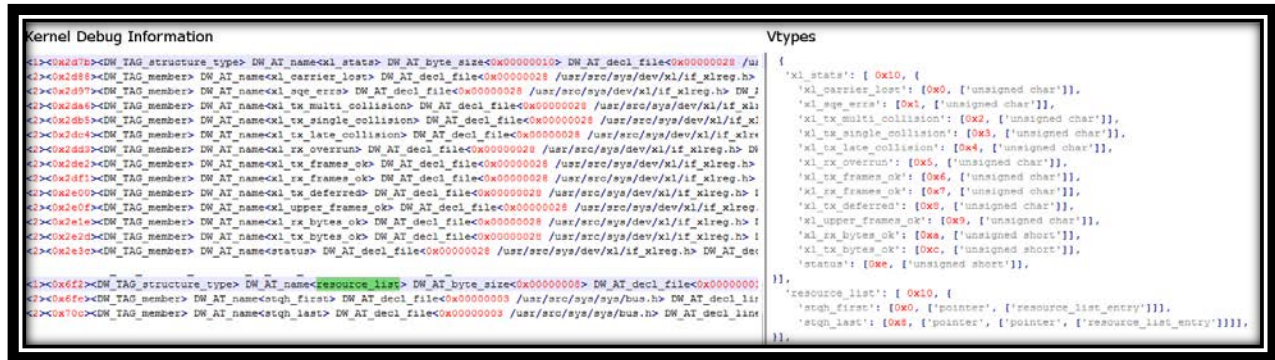 Kernel Debug Information
<1><0x2d7b><DW_TAG_structure_type> DW_AT_name<xl_stats> DW_AT_byte_size<0x00000010> DW_AT_decl_file<0x00000028 /us
<2><0x2d88><DW_TAG_member> DW_AT_name<xl_carrier_lost> DW_AT_decl_file<0x00000028 /usr/src/sys/dev/xl/if_xlreg.h>
<2><0x2d97><DW_TAG_member> DW_AT_name<xl_sqe_errs> DW_AT_decl_file<0x00000028 /usr/src/sys/dev/xl/if_xlreg.h> DW_A
<2><0x2da6><DW_TAG_member> DW_AT_name<xl_tx_multi_collision> DW_AT_decl_file<0x00000028 /usr/src/sys/dev/xl/if_xlr
<2><0x2db5><DW_TAG_member> DW_AT_name<xl_tx_single_collision> DW_AT_decl_file<0x00000028 /usr/src/sys/dev/xl/if_xl
<2><0x2dc4><DW_TAG_member> DW_AT_name<xl_tx_late_collision> DW_AT_decl_file<0x00000028 /usr/src/sys/dev/xl/if_xlre
<2><0x2dd3><DW_TAG_member> DW_AT_name<xl_rx_overrun> DW_AT_decl_file<0x00000028 /usr/src/sys/dev/xl/if_xlreg.h> DW
<2><0x2de2><DW_TAG_member> DW_AT_name<xl_tx_frames_ok> DW_AT_decl_file<0x00000028 /usr/src/sys/dev/xl/if_xlreg.h>
<2><0x2df1><DW_TAG_member> DW_AT_name<xl_rx_frames_ok> DW_AT_decl_file<0x00000028 /usr/src/sys/dev/xl/if_xlreg.h>
<2><0x2e00><DW_TAG_member> DW_AT_name<xl_tx_deferred> DW_AT_decl_file<0x00000028 /usr/src/sys/dev/xl/if_xlreg.h> D
<2><0x2e0f><DW_TAG_member> DW_AT_name<xl_upper_frames_ok> DW_AT_decl_file<0x00000028 /usr/src/sys/dev/xl/if_xlreg.
<2><0x2e1e><DW_TAG_member> DW_AT_name<xl_rx_bytes_ok> DW_AT_decl_file<0x00000028 /usr/src/sys/dev/xl/if_xlreg.h> D
<2><0x2e2d><DW_TAG_member> DW_AT_name<xl_tx_bytes_ok> DW_AT_decl_file<0x00000028 /usr/src/sys/dev/xl/if_xlreg.h> D
<2><0x2e3c><DW_TAG_member> DW_AT_name<status> DW_AT_decl_file<0x00000028 /usr/src/sys/dev/xl/if_xlreg.h> DW_AT_dec
<1><0x6f2><DW_TAG_structure_type> DW_AT_name<resource_list> DW_AT_byte_size<0x00000008> DW_AT_decl_file<0x0000000
<2><0x6fe><DW_TAG_member> DW_AT_name<stqh_first> DW_AT_decl_file<0x00000003 /usr/src/sys/sys/bus.h> DW_AT_decl_lin
<2><0x70c><DW_TAG_member> DW_AT_name<stqh_last> DW_AT_decl_file<0x00000003 /usr/src/sys/sys/bus.h> DW_AT_decl_line
Vtypes
{
'xl_stats': [ 0x10, {
'xl_carrier_lost': [0x0, ['unsigned char']],
'xl_sqe_errs': [0x1, ['unsigned char']],
'xl_tx_multi_collision': [0x2, ['unsigned char']],
'xl_tx_single_collision': [0x3, ['unsigned char']],
'xl_tx_late_collision': [0x4, ['unsigned char']],
'xl_rx_overrun': [0x5, ['unsigned char']],
'xl_tx_frames_ok': [0x6, ['unsigned char']],
'xl_rx_frames_ok': [0x7, ['unsigned char']],
'xl_tx_deferred': [0x8, ['unsigned char']],
'xl_upper_frames_ok': [0x9, ['unsigned char']],
'xl_rx_bytes_ok': [0xa, ['unsigned short']],
'xl_tx_bytes_ok': [0xc, ['unsigned short']],
'status': [0xe, ['unsigned short']],
}],
'resource_list': [ 0x10, {
'stqh_first': [0x0, ['pointer', ['resource_list_entry']]],
'stqh_last': [0x8, ['pointer', ['pointer', ['resource_list_entry']]]],
}],